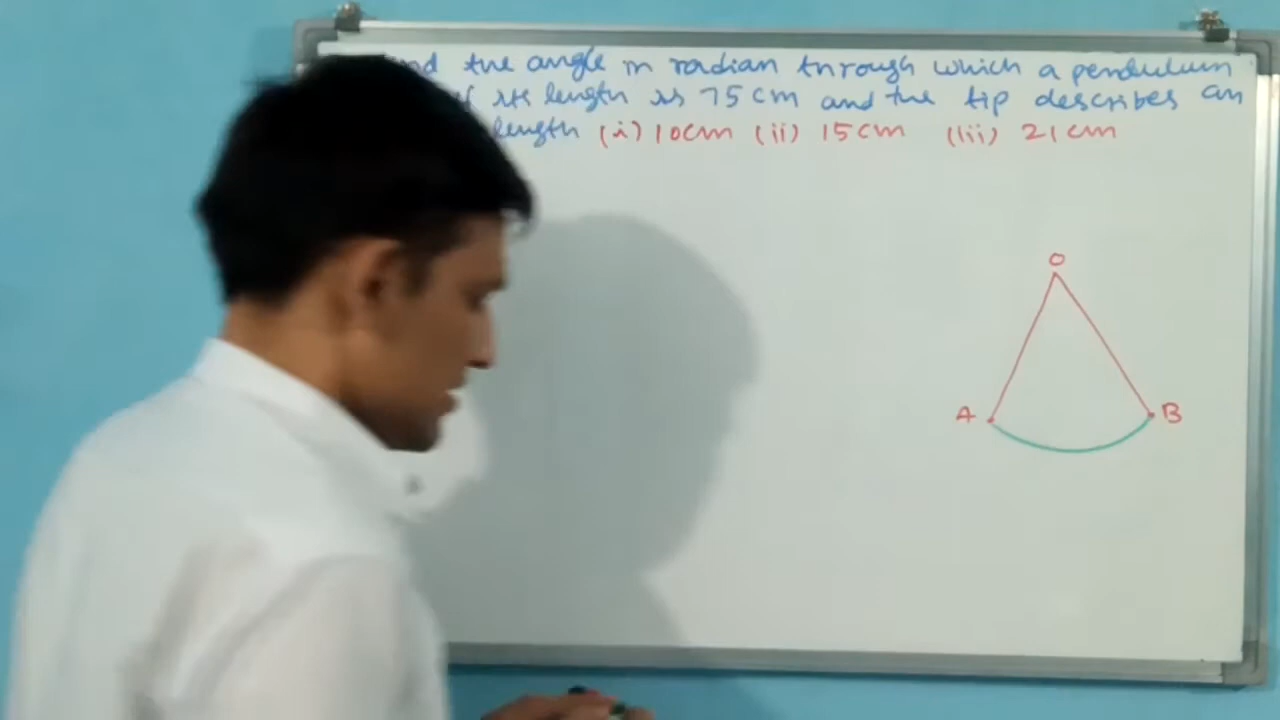 the angle in radian through which a pendulum
its length is 75 cm and the tip describes an
length (i) 10cm (ii) 15cm (iii) 21cm
O
A B